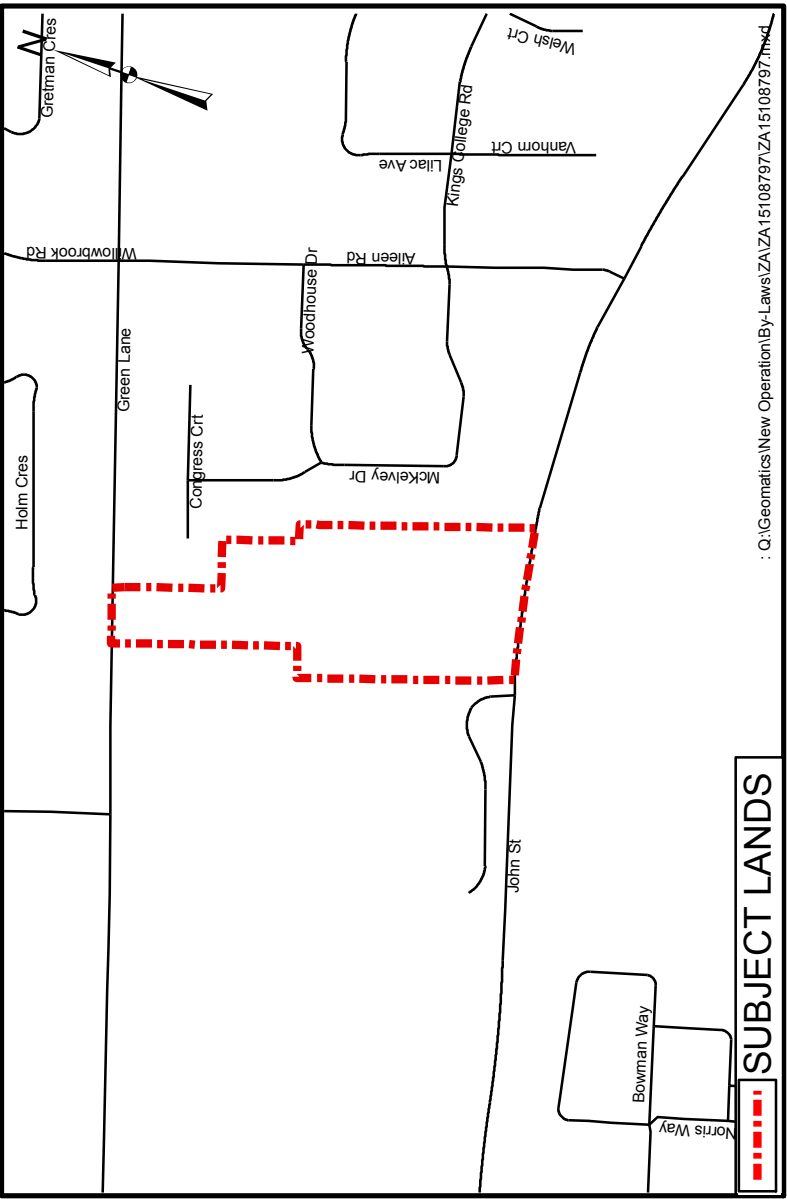 N
Gretman Cres
Welsh Crt
Kings College Rd
Vanhorn Crt
Lilac Ave
Willowbrook Rd
Woodhouse Dr
Aileen Rd
Green Lane
Congress Crt
McKelvey Dr
Holm Cres
John St
Bowman Way
Norris Way
SUBJECT LANDS
: Q:\Geomatics\New Operation\By-Laws\ZA\ZA15108797\ZA15108797.mxd